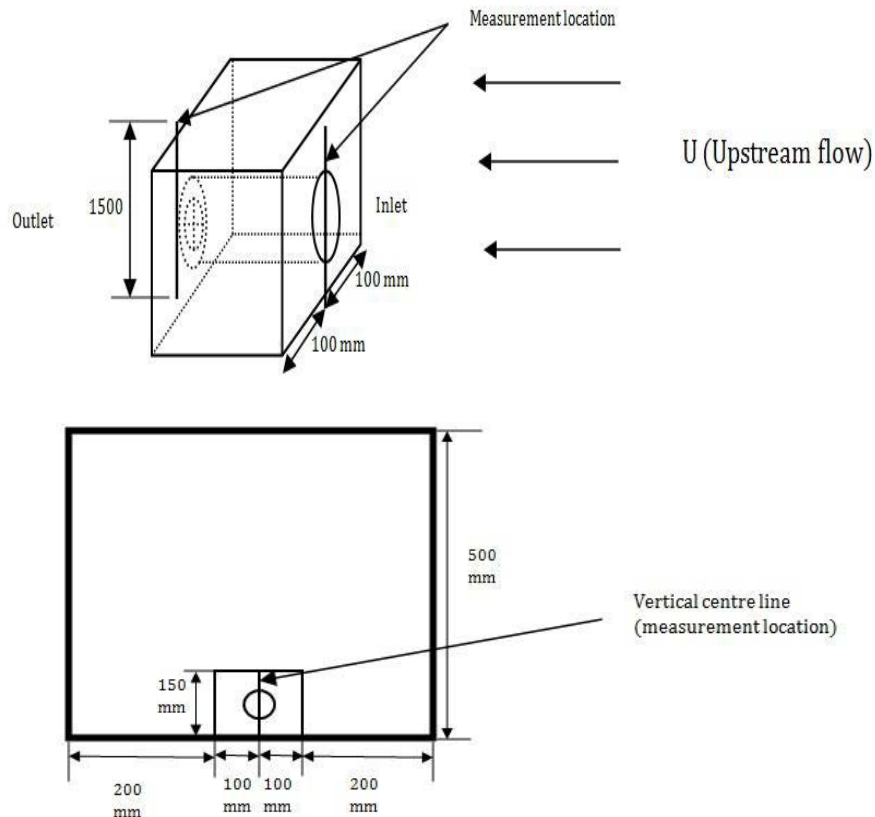 Measurement location
U (Upstream flow)
1500
Outlet
Inlet
100 mm
100 mm
500
mm
Vertical centre line
(measurement location)
150
mm
200
mm
100
mm
100
mm
200
mm